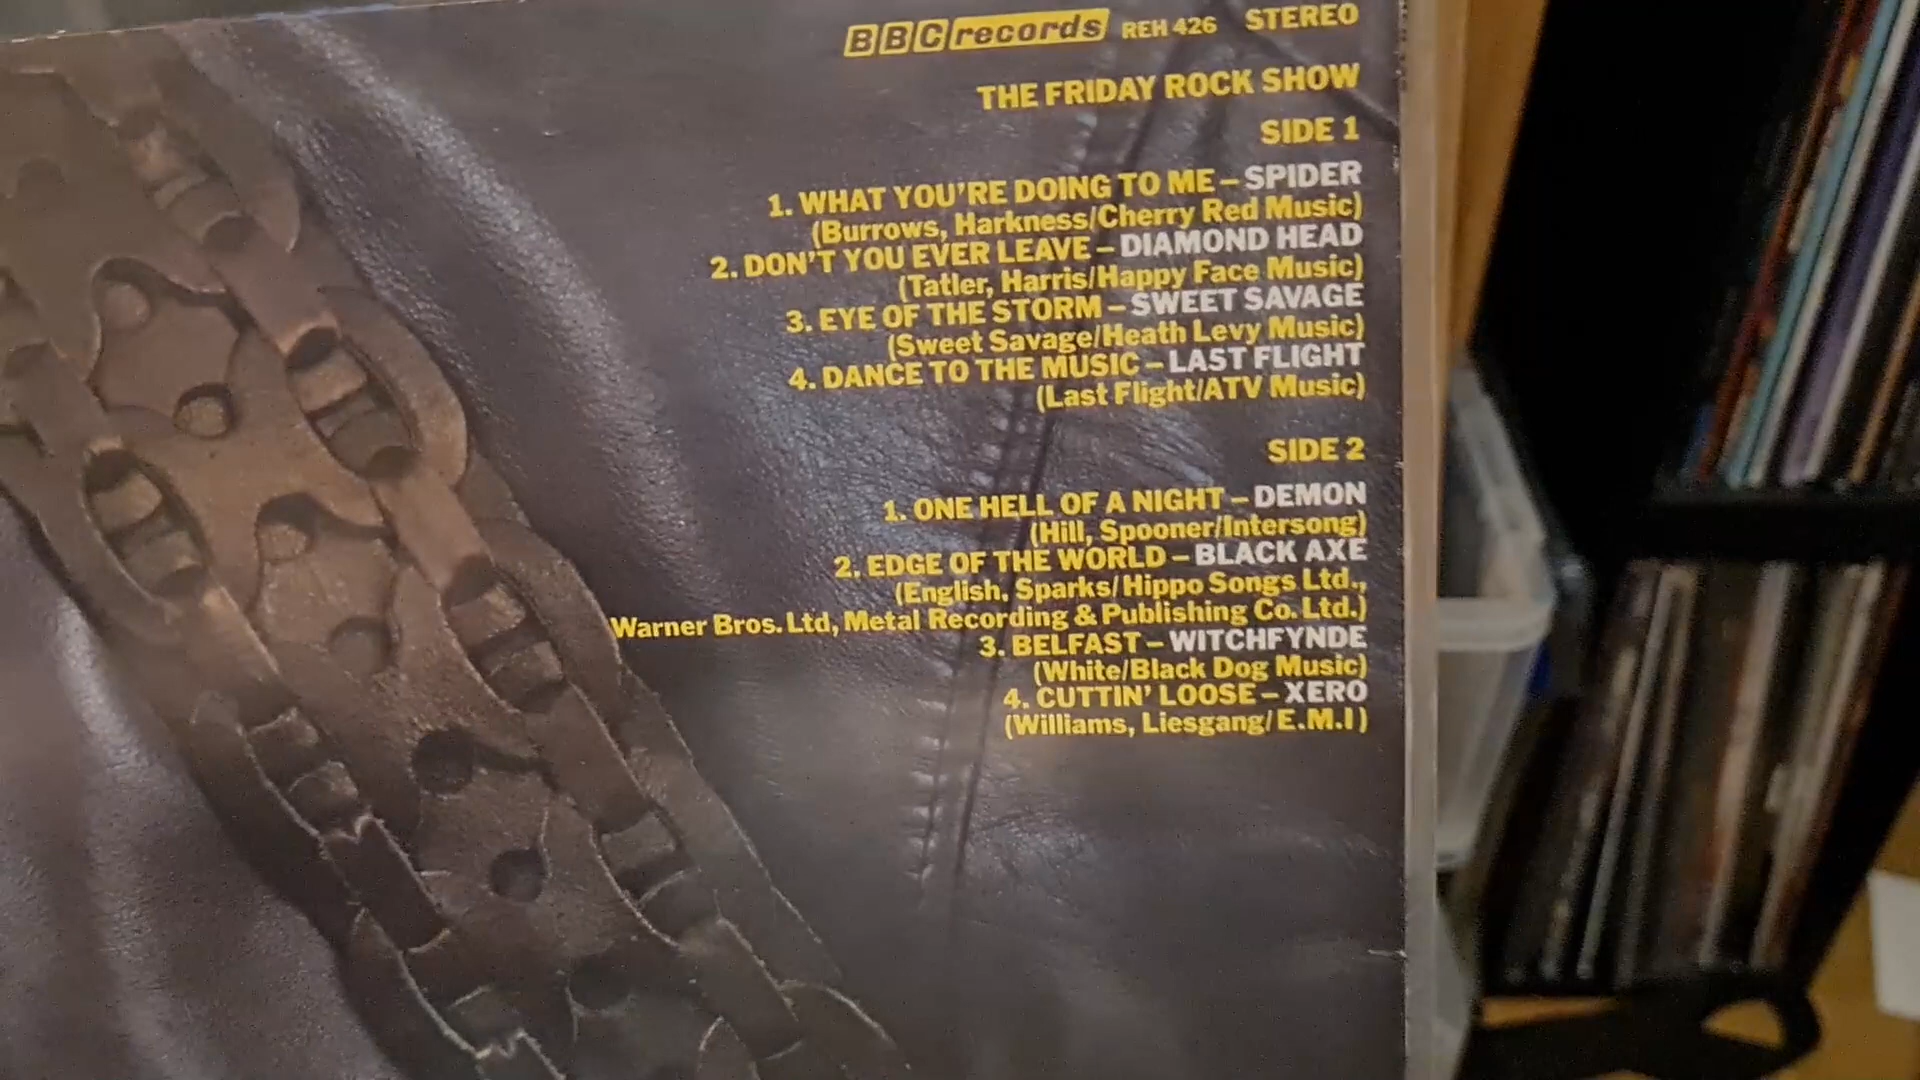 BBC records REH 426 STEREO
THE FRIDAY ROCK SHOW
SIDE 1
1. WHAT YOU'RE DOING TO ME – SPIDER
(Burrows, Harkness/Cherry Red Music)
2. DON'T YOU EVER LEAVE – DIAMOND HEAD
(Tatler, Harris/Happy Face Music)
3. EYE OF THE STORM – SWEET SAVAGE
(Sweet Savage/Heath Levy Music)
4. DANCE TO THE MUSIC – LAST FLIGHT
(Last Flight/ATV Music)
SIDE 2
1. ONE HELL OF A NIGHT – DEMON
(Hill, Spooner/Intersong)
2. EDGE OF THE WORLD – BLACK AXE
(English, Sparks/Hippo Songs Ltd.,
Warner Bros. Ltd, Metal Recording & Publishing Co. Ltd.)
3. BELFAST – WITCHFYNDE
(White/Black Dog Music)
4. CUTTIN' LOOSE – XERO
(Williams, Liesgang/E.M.I)